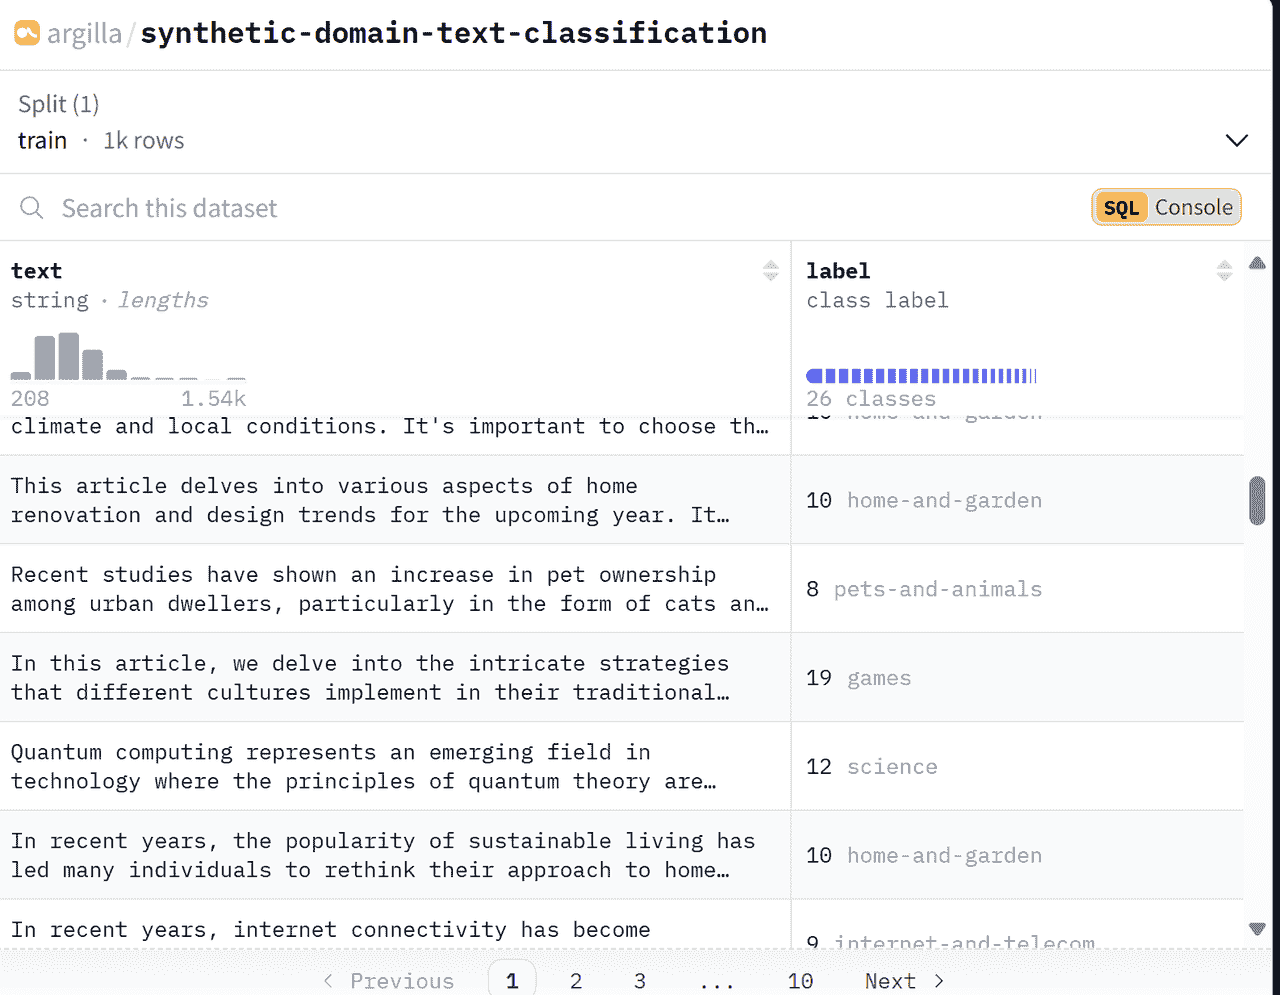 argilla/synthetic-domain-text-classification
Split (1)
train · 1k rows
Search this dataset
SQL Console
text
label
string · lengths
class label
208
1.54k
26 classes
climate and local conditions. It's important to choose th…
10 home-and-garden
This article delves into various aspects of home
renovation and design trends for the upcoming year. It…
10 home-and-garden
Recent studies have shown an increase in pet ownership
among urban dwellers, particularly in the form of cats an…
8 pets-and-animals
In this article, we delve into the intricate strategies
that different cultures implement in their traditional…
19 games
Quantum computing represents an emerging field in
technology where the principles of quantum theory are…
12 science
In recent years, the popularity of sustainable living has
led many individuals to rethink their approach to home…
10 home-and-garden
In recent years, internet connectivity has become
9 internet-and-telecom
Previous 1 2 3 ... 10 Next